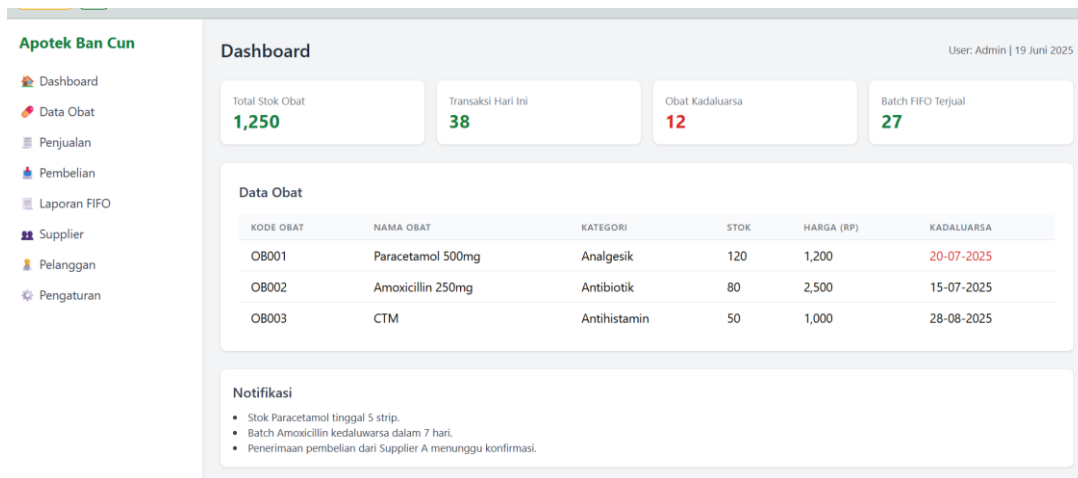 Apotek Ban Cun
Dashboard
Data Obat
Penjualan
Pembelian
Laporan FIFO
Supplier
Pelanggan
Pengaturan
Dashboard
User: Admin | 19 Juni 2025
Total Stok Obat
1,250
Transaksi Hari Ini
38
Obat Kadaluarsa
12
Batch FIFO Terjual
27
Data Obat
KODE OBAT NAMA OBAT KATEGORI STOK HARGA (RP) KADALUARSA
OB001 Paracetamol 500mg Analgesik 120 1,200 20-07-2025
OB002 Amoxicillin 250mg Antibiotik 80 2,500 15-07-2025
OB003 CTM Antihistamin 50 1,000 28-08-2025
Notifikasi
• Stok Paracetamol tinggal 5 strip.
• Batch Amoxicillin kedaluwarsa dalam 7 hari.
• Penerimaan pembelian dari Supplier A menunggu konfirmasi.